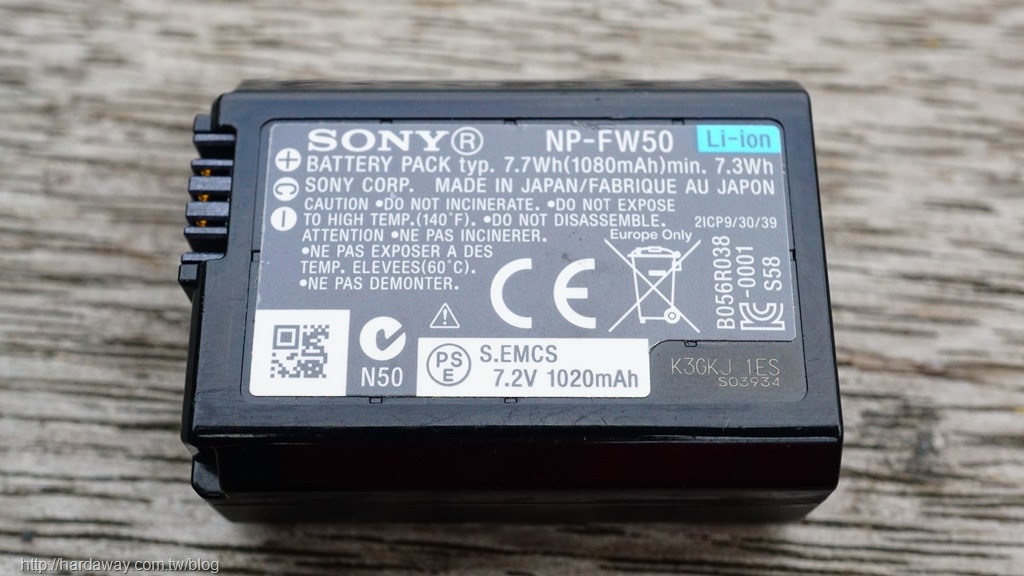 SONY® NP-FW50 Li-ion
BATTERY PACK typ. 7.7Wh(1080mAh)min. 7.3Wh
SONY CORP. MADE IN JAPAN/FABRIQUE AU JAPON
CAUTION •DO NOT INCINERATE. •DO NOT EXPOSE
TO HIGH TEMP.(140°F). •DO NOT DISASSEMBLE. 2ICP9/30/39
ATTENTION •NE PAS INCINERER.
•NE PAS EXPOSER A DES
TEMP. ELEVEES(60°C).
•NE PAS DEMONTER.
Europe Only
CE
B056R038
-0001
S58
N50
PS
E
S.EMCS
7.2V 1020mAh
K3GKJ 1ES
S03934
http://hardaway.com.tw/blog